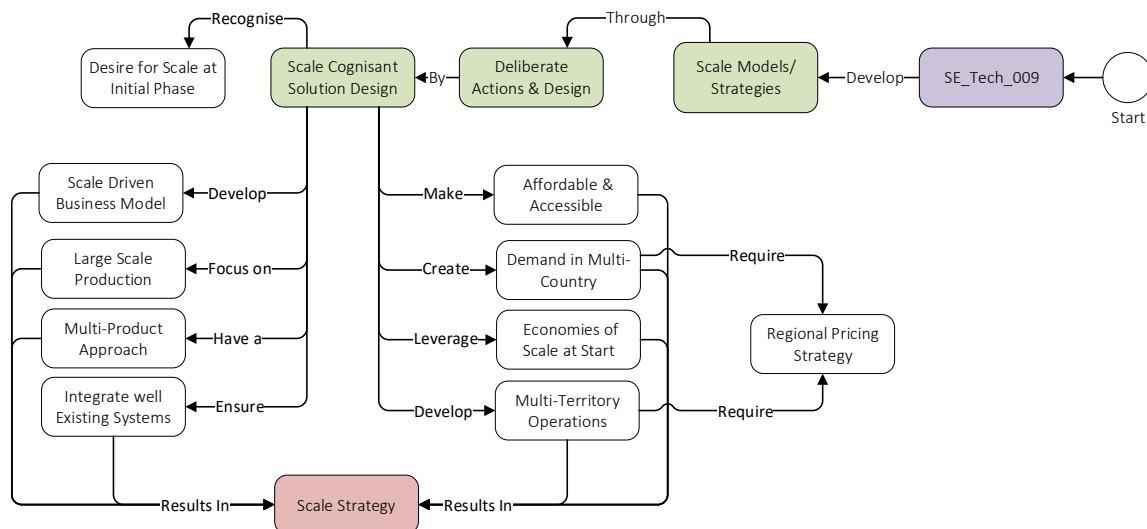 Recognise
Through
Desire for Scale at
Initial Phase
Scale Cognisant
Solution Design
By
Deliberate
Actions & Design
Scale Models/
Strategies
Develop
SE_Tech_009
Start
Scale Driven
Business Model
Develop
Make
Affordable &
Accessible
Large Scale
Production
Focus on
Create
Demand in Multi-
Country
Require
Multi-Product
Approach
Have a
Leverage
Economies of
Scale at Start
Regional Pricing
Strategy
Integrate well
Existing Systems
Ensure
Develop
Multi-Territory
Operations
Require
Results In
Scale Strategy
Results In